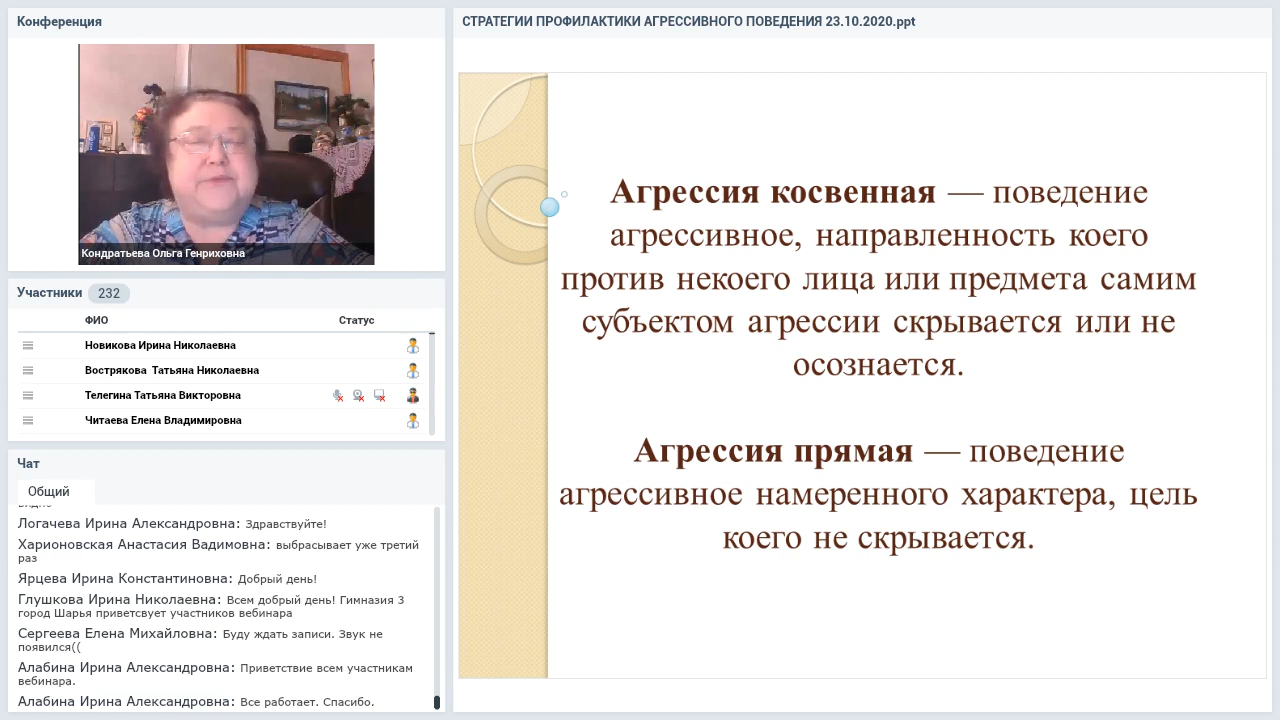 Конференция
Кондратьева Ольга Генриховна
Участники 232
ФИО Статус
Новикова Ирина Николаевна
Вострякова Татьяна Николаевна
Телегина Татьяна Викторовна
Читаева Елена Владимировна
Чат
Общий
Логачева Ирина Александровна: Здравствуйте!
Харионовская Анастасия Вадимовна: выбрасывает уже третий
раз
Ярцева Ирина Константиновна: Добрый день!
Глушкова Ирина Николаевна: Всем добрый день! Гимназия 3
город Шарья приветсвует участников вебинара
Сергеева Елена Михайловна: Буду ждать записи. Звук не
появился((
Алабина Ирина Александровна: Приветствие всем участникам
вебинара.
Алабина Ирина Александровна: Все работает. Спасибо.
СТРАТЕГИИ ПРОФИЛАКТИКИ АГРЕССИВНОГО ПОВЕДЕНИЯ 23.10.2020.ppt
Агрессия косвенная — поведение
агрессивное, направленность коего
против некоего лица или предмета самим
субъектом агрессии скрывается или не
осознается.
Агрессия прямая — поведение
агрессивное намеренного характера, цель
коего не скрывается.